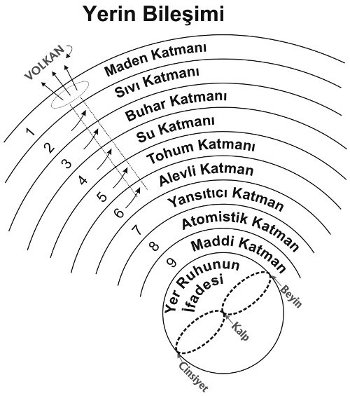 Yerin Bileşimi
VOLKAN
1 Maden Katmanı
2 Sıvı Katmanı
3 Buhar Katmanı
4 Su Katmanı
5 Tohum Katmanı
6 Alevli Katman
7 Yansıtıcı Katman
8 Atomistik Katman
9 Maddi Katman
Yer Ruhunun
İfadesi
Beyin
Kalp
Cinsiyet